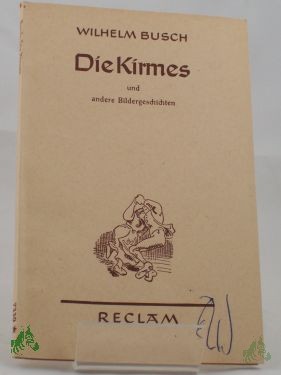 WILHELM BUSCH
Die Kirmes
und
andere Bildergeschichten
RECLAM